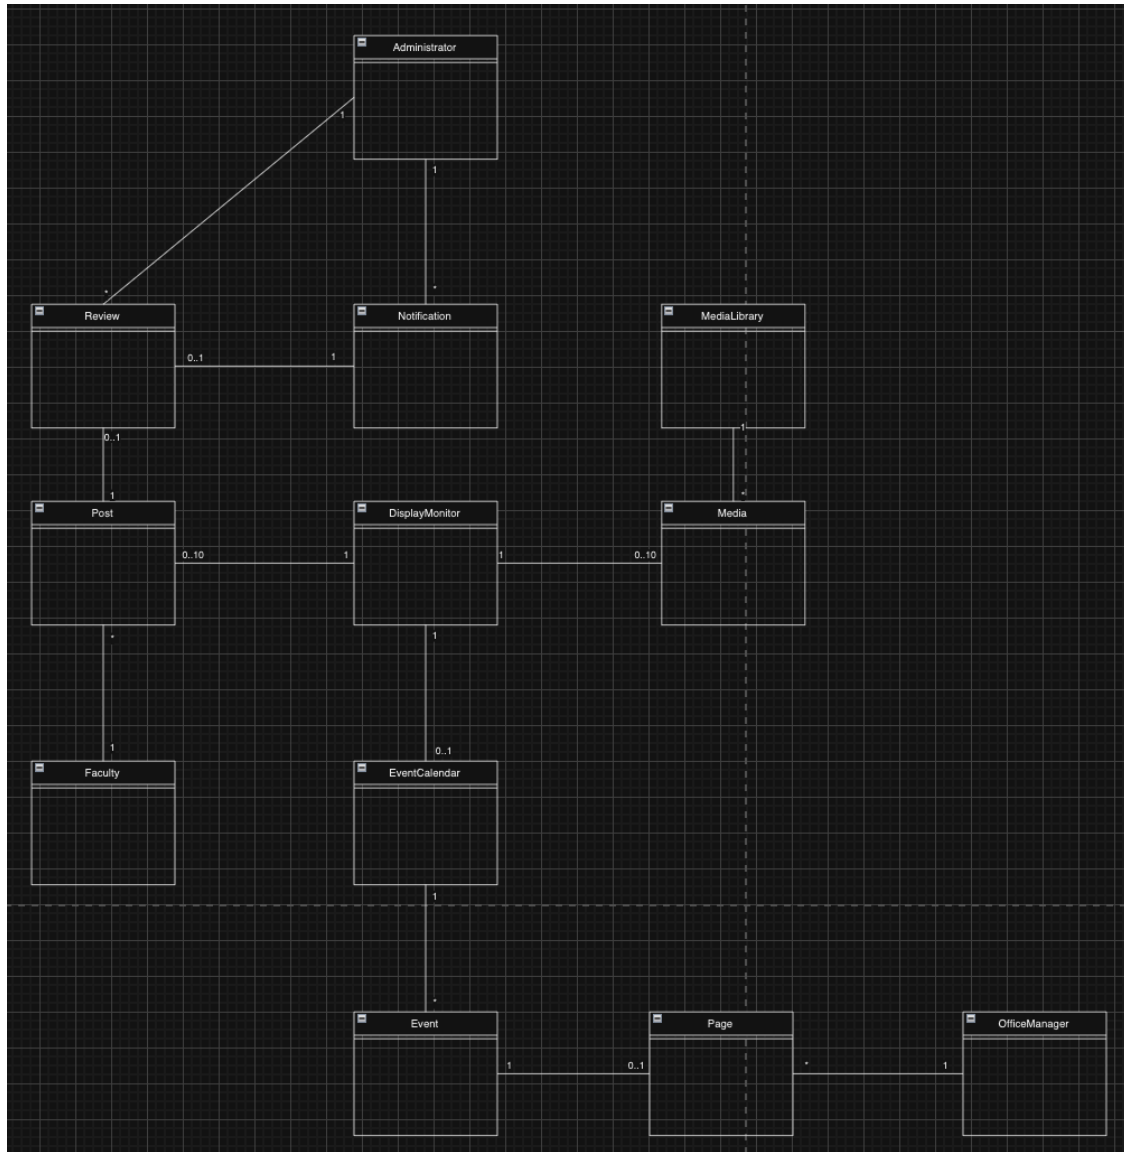 Administrator
1
1
*
*
Review
Notification
MediaLibrary
0..1
1
0..1
1
1
*
Post
DisplayMonitor
Media
0..10
1
1
0..10
*
1
1
0..1
Faculty
EventCalendar
1
*
Event
Page
OfficeManager
1
0..1
*
1